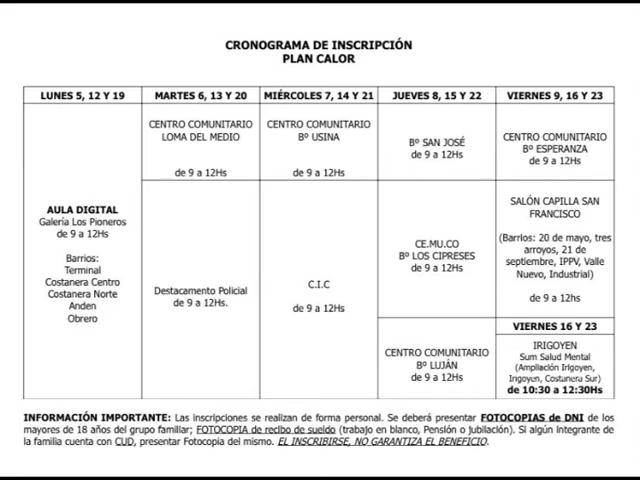 CRONOGRAMA DE INSCRIPCIÓN
PLAN CALOR
LUNES 5, 12 Y 19
MARTES 6, 13 Y 20
MIÉRCOLES 7, 14 Y 21
JUEVES 8, 15 Y 22
VIERNES 9, 16 Y 23
AULA DIGITAL
Galería Los Pioneros
de 9 a 12Hs
Barrios:
Terminal
Costanera Centro
Costanera Norte
Anden
Obrero
CENTRO COMUNITARIO
LOMA DEL MEDIO
de 9 a 12Hs
Destacamento Policial
de 9 a 12Hs.
CENTRO COMUNITARIO
Bº USINA
de 9 a 12Hs
C.I.C
de 9 a 12Hs
Bº SAN JOSÉ
de 9 a 12Hs
CE.MU.CO
Bº LOS CIPRESES
de 9 a 12Hs
CENTRO COMUNITARIO
Bº LUJÁN
de 9 a 12Hs
CENTRO COMUNITARIO
Bº ESPERANZA
de 9 a 12Hs
SALÓN CAPILLA SAN
FRANCISCO
(Barrios: 20 de mayo, tres
arroyos, 21 de
septiembre, IPPV, Valle
Nuevo, Industrial)
de 9 a 12hs
VIERNES 16 Y 23
IRIGOYEN
Sum Salud Mental
(Ampliación Irigoyen,
Irigoyen, Costanera Sur)
de 10:30 a 12:30Hs
INFORMACIÓN IMPORTANTE: Las inscripciones se realizan de forma personal. Se deberá presentar FOTOCOPIAS de DNI de los
mayores de 18 años del grupo familiar; FOTOCOPIA de recibo de sueldo (trabajo en blanco, Pensión o jubilación). Si algún integrante de
la familia cuenta con CUD, presentar Fotocopia del mismo. EL INSCRIBIRSE, NO GARANTIZA EL BENEFICIO.